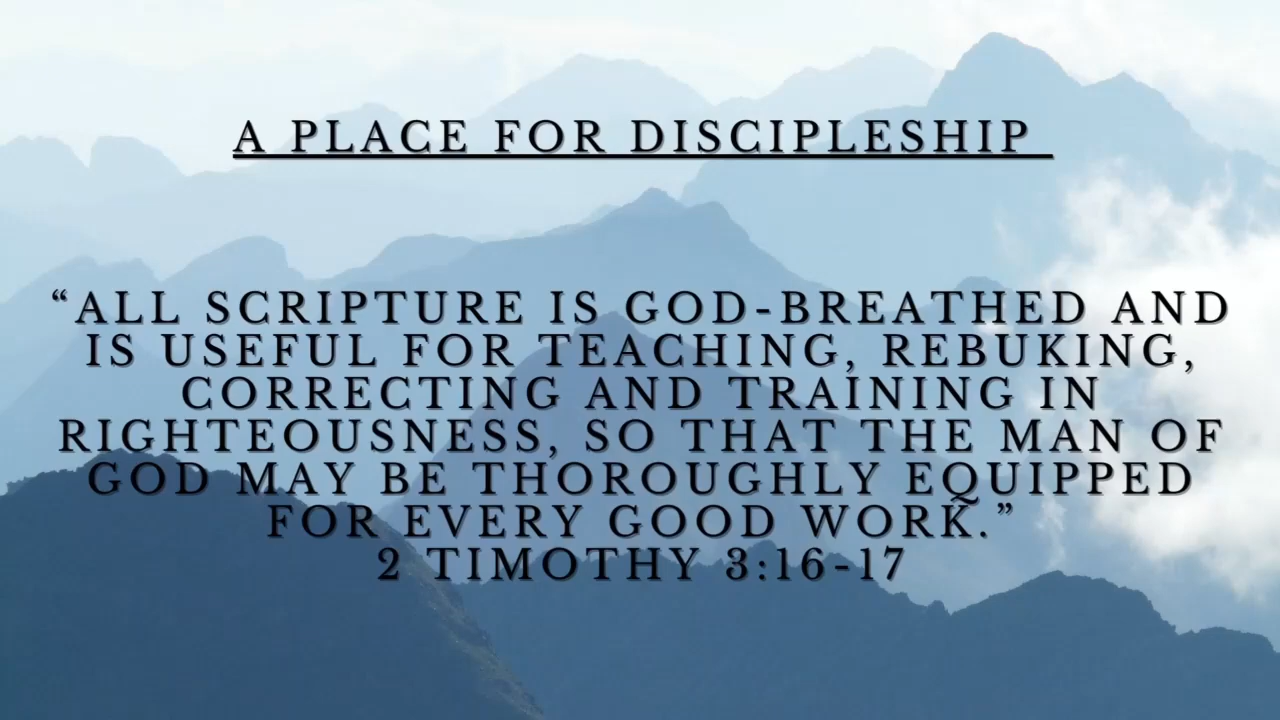 A PLACE FOR DISCIPLESHIP
“ALL SCRIPTURE IS GOD-BREATHED AND
IS USEFUL FOR TEACHING, REBUKING,
CORRECTING AND TRAINING IN
RIGHTEOUSNESS, SO THAT THE MAN OF
GOD MAY BE THOROUGHLY EQUIPPED
FOR EVERY GOOD WORK.”
2 TIMOTHY 3:16-17